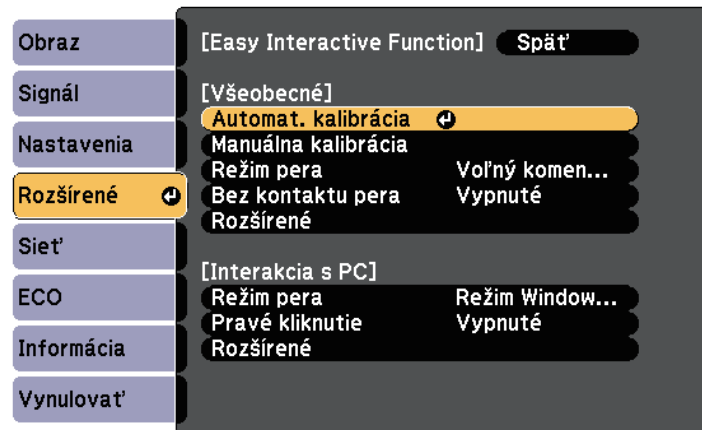 Obraz
Signál
Nastavenia
Rozšírené
Sieť
ECO
Informácia
Vynulovať
[Easy Interactive Function] Späť
[Všeobecné]
Automat. kalibrácia
Manuálna kalibrácia
Režim pera Voľný komen...
Bez kontaktu pera Vypnuté
Rozšírené
[Interakcia s PC]
Režim pera Režim Window...
Pravé kliknutie Vypnuté
Rozšírené